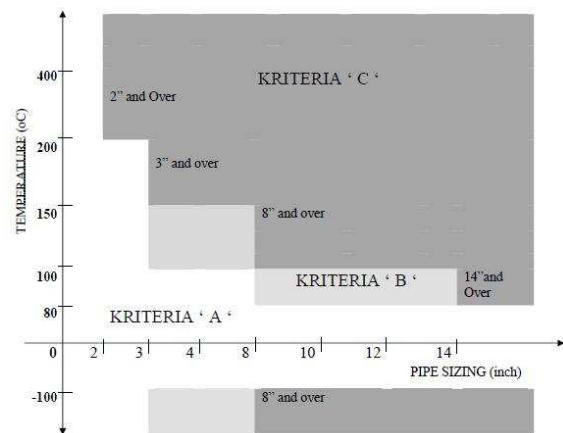 400
KRITERIA ‘ C ‘
2” and Over
TEMPERATURE (oC)
200
3” and over
150
8” and over
100
KRITERIA ‘ B ‘
14”and
Over
80
KRITERIA ‘ A ‘
0
2
3
4
8
10
12
14
PIPE SIZING (inch)
-100
8” and over